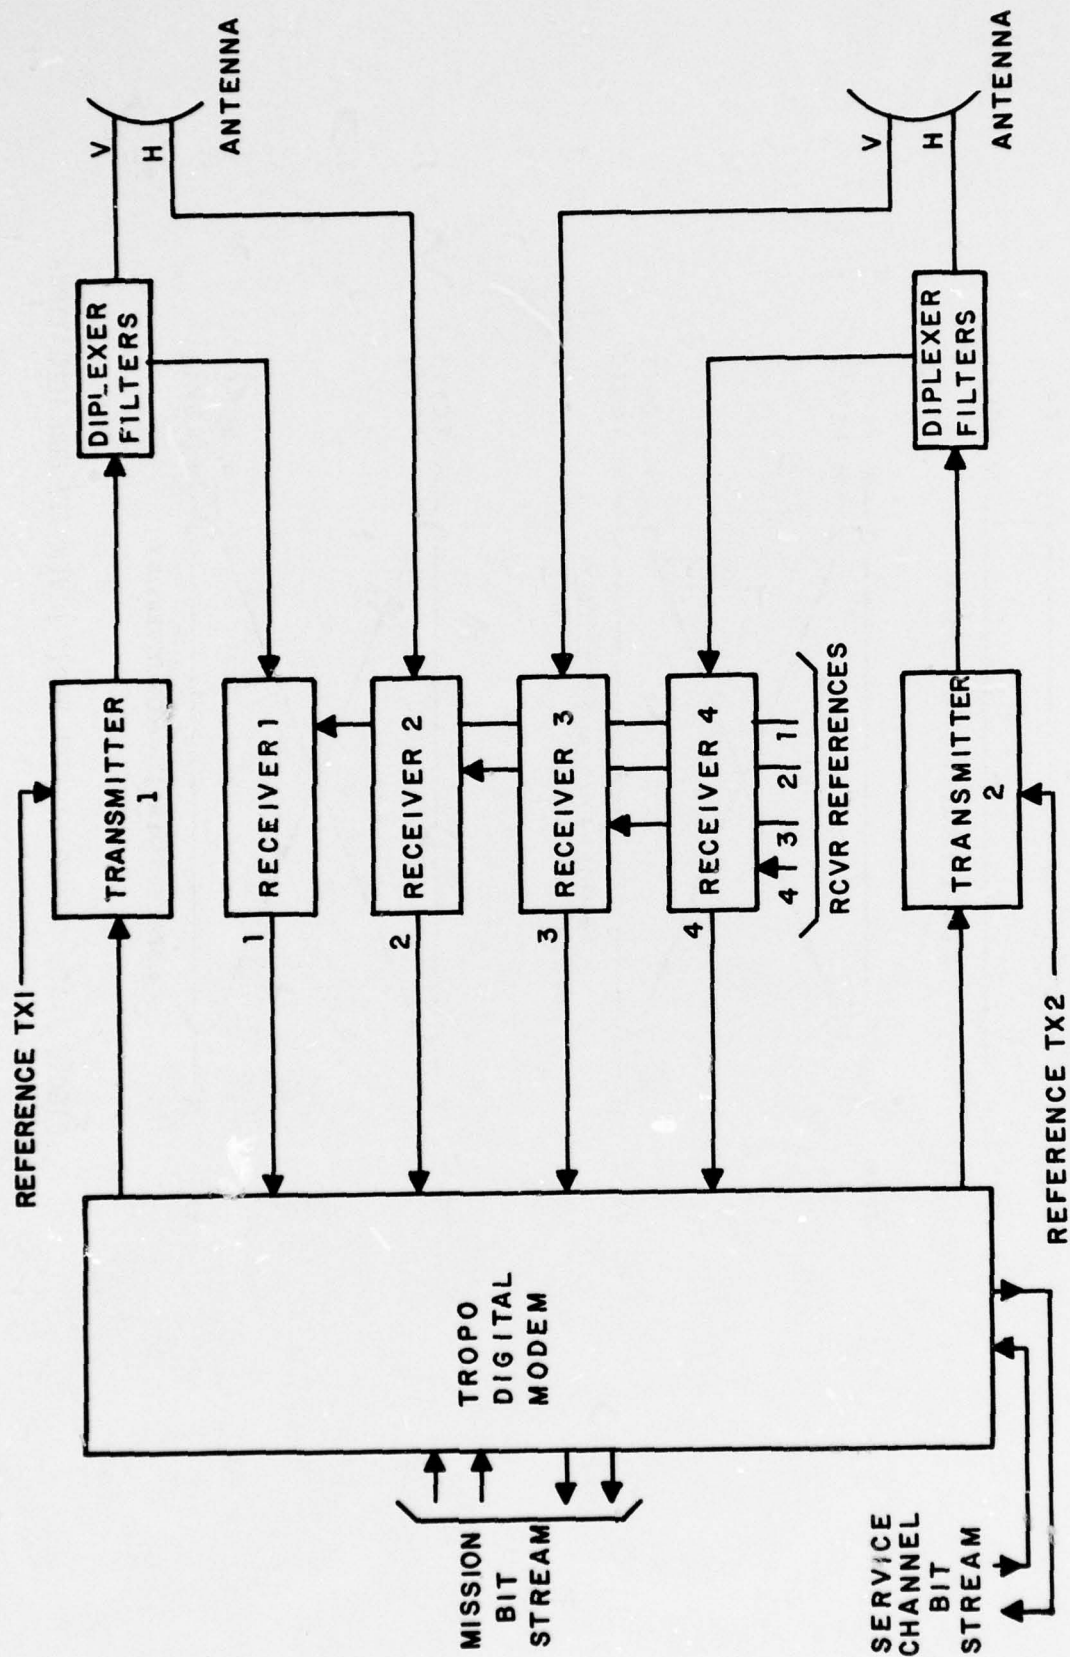 REFERENCE TX1
TRANSMITTER
1
DIPLEXER
FILTERS
V
H
ANTENNA
RECEIVER 1
1
RECEIVER 2
2
RECEIVER 3
3
RECEIVER 4
4
4 3 2 1
RCVR REFERENCES
TROPO
DIGITAL
MODEM
MISSION
BIT
STREAM
SERVICE
CHANNEL
BIT
STREAM
TRANSMITTER
2
REFERENCE TX2
DIPLEXER
FILTERS
V
H
ANTENNA